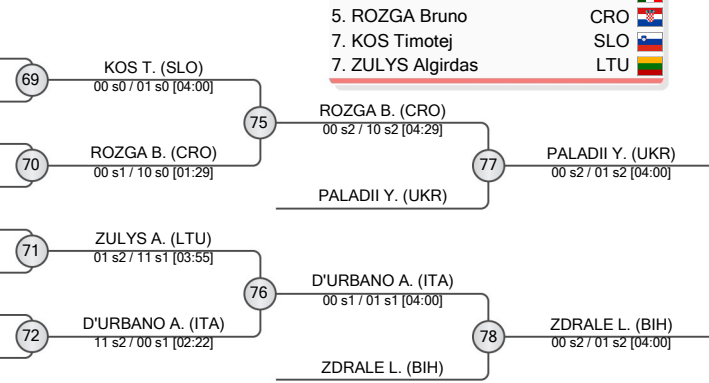 5. ROZGA Bruno CRO
7. KOS Timotej SLO
7. ZULYS Algirdas LTU
69
KOS T. (SLO)
00 s0 / 01 s0 [04:00]
75
ROZGA B. (CRO)
00 s2 / 10 s2 [04:29]
70
ROZGA B. (CRO)
00 s1 / 10 s0 [01:29]
77
PALADII Y. (UKR)
00 s2 / 01 s2 [04:00]
PALADII Y. (UKR)
71
ZULYS A. (LTU)
01 s2 / 11 s1 [03:55]
76
D'URBANO A. (ITA)
00 s1 / 01 s1 [04:00]
72
D'URBANO A. (ITA)
11 s2 / 00 s1 [02:22]
78
ZDRALE L. (BIH)
00 s2 / 01 s2 [04:00]
ZDRALE L. (BIH)